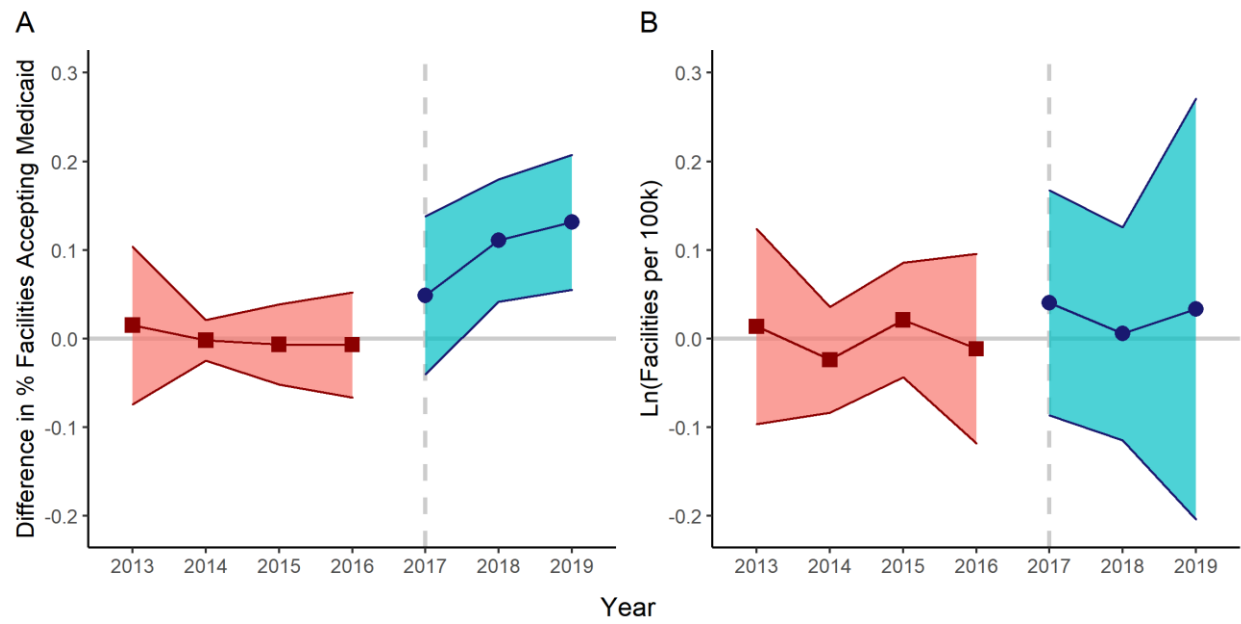 A
Difference in % Facilities Accepting Medicaid
0.3
0.2
0.1
0.0
-0.1
-0.2
2013 2014 2015 2016 2017 2018 2019
B
Ln(Facilities per 100k)
0.3
0.2
0.1
0.0
-0.1
-0.2
2013 2014 2015 2016 2017 2018 2019
Year